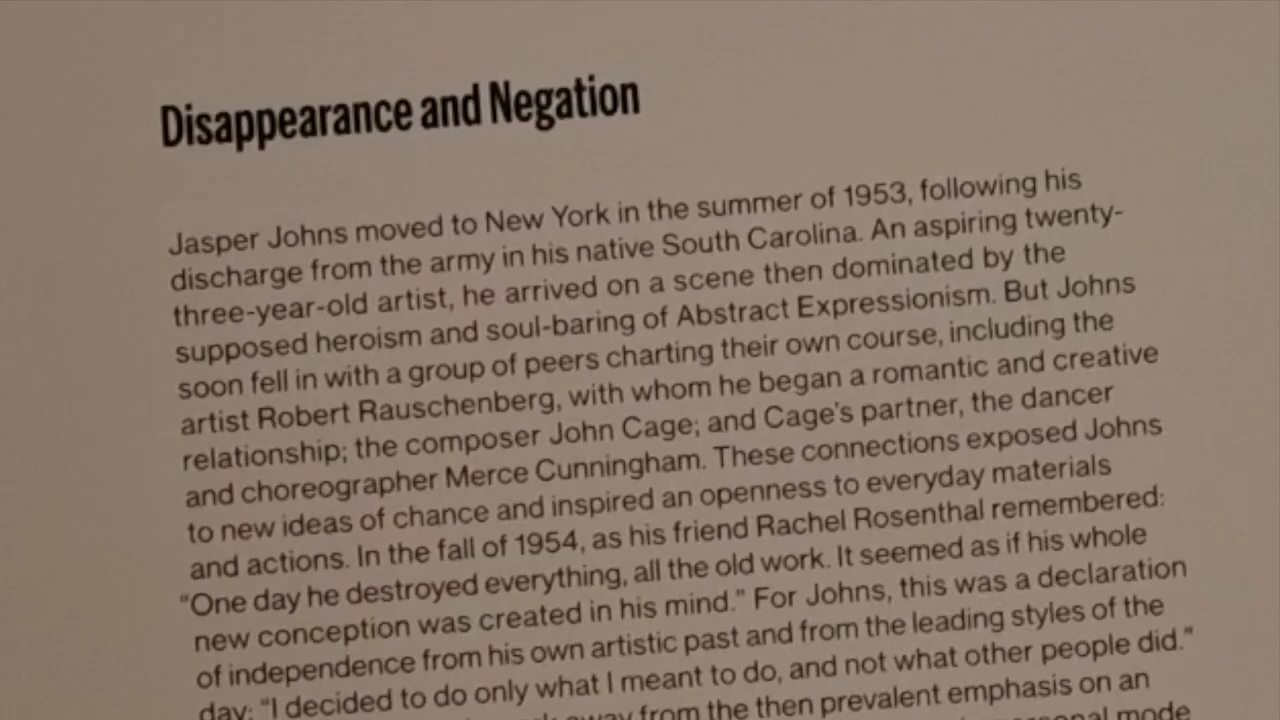 Disappearance and Negation
Jasper Johns moved to New York in the summer of 1953, following his
discharge from the army in his native South Carolina. An aspiring twenty-
three-year-old artist, he arrived on a scene then dominated by the
supposed heroism and soul-baring of Abstract Expressionism. But Johns
soon fell in with a group of peers charting their own course, including the
artist Robert Rauschenberg, with whom he began a romantic and creative
relationship; the composer John Cage; and Cage's partner, the dancer
and choreographer Merce Cunningham. These connections exposed Johns
to new ideas of chance and inspired an openness to everyday materials
and actions. In the fall of 1954, as his friend Rachel Rosenthal remembered:
"One day he destroyed everything, all the old work. It seemed as if his whole
new conception was created in his mind." For Johns, this was a declaration
of independence from his own artistic past and from the leading styles of the
day: "I decided to do only what I meant to do, and not what other people did."
away from the then prevalent emphasis on an
mode